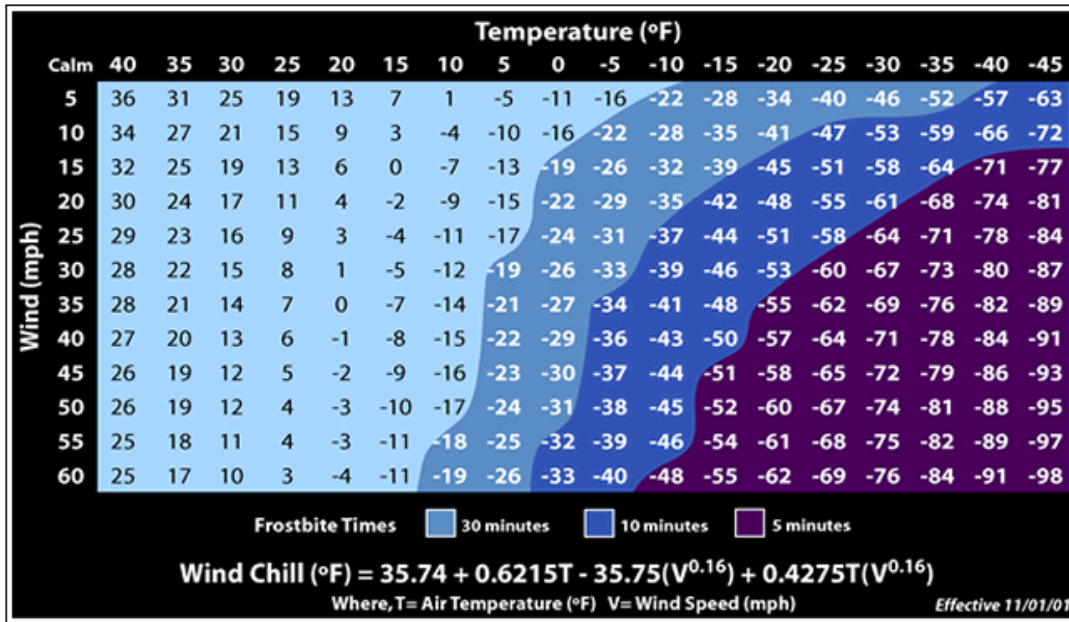 Temperature (ºF)
Calm 40 35 30 25 20 15 10 5 0 -5 -10 -15 -20 -25 -30 -35 -40 -45
Wind (mph)
5 36 31 25 19 13 7 1 -5 -11 -16 -22 -28 -34 -40 -46 -52 -57 -63
10 34 27 21 15 9 3 -4 -10 -16 -22 -28 -35 -41 -47 -53 -59 -66 -72
15 32 25 19 13 6 0 -7 -13 -19 -26 -32 -39 -45 -51 -58 -64 -71 -77
20 30 24 17 11 4 -2 -9 -15 -22 -29 -35 -42 -48 -55 -61 -68 -74 -81
25 29 23 16 9 3 -4 -11 -17 -24 -31 -37 -44 -51 -58 -64 -71 -78 -84
30 28 22 15 8 1 -5 -12 -19 -26 -33 -39 -46 -53 -60 -67 -73 -80 -87
35 28 21 14 7 0 -7 -14 -21 -27 -34 -41 -48 -55 -62 -69 -76 -82 -89
40 27 20 13 6 -1 -8 -15 -22 -29 -36 -43 -50 -57 -64 -71 -78 -84 -91
45 26 19 12 5 -2 -9 -16 -23 -30 -37 -44 -51 -58 -65 -72 -79 -86 -93
50 26 19 12 4 -3 -10 -17 -24 -31 -38 -45 -52 -60 -67 -74 -81 -88 -95
55 25 18 11 4 -3 -11 -18 -25 -32 -39 -46 -54 -61 -68 -75 -82 -89 -97
60 25 17 10 3 -4 -11 -19 -26 -33 -40 -48 -55 -62 -69 -76 -84 -91 -98
Frostbite Times 30 minutes 10 minutes 5 minutes
Wind Chill (ºF) = 35.74 + 0.6215T - 35.75(V^0.16) + 0.4275T(V^0.16)
Where, T= Air Temperature (ºF) V= Wind Speed (mph) Effective 11/01/01